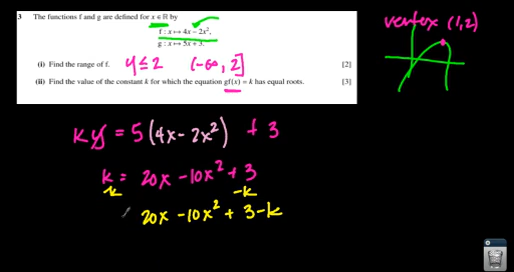 3 The functions f and g are defined for x ∈ ℝ by
f : x ↦ 4x − 2x²,
g : x ↦ 5x + 3.
(i) Find the range of f. y ≤ 2 (-∞, 2] [2]
(ii) Find the value of the constant k for which the equation gf(x) = k has equal roots. [3]
vertex (1,2)
k y = 5(4x - 2x²) + 3
k = 20x - 10x² + 3
-k -k
20x - 10x² + 3 - k